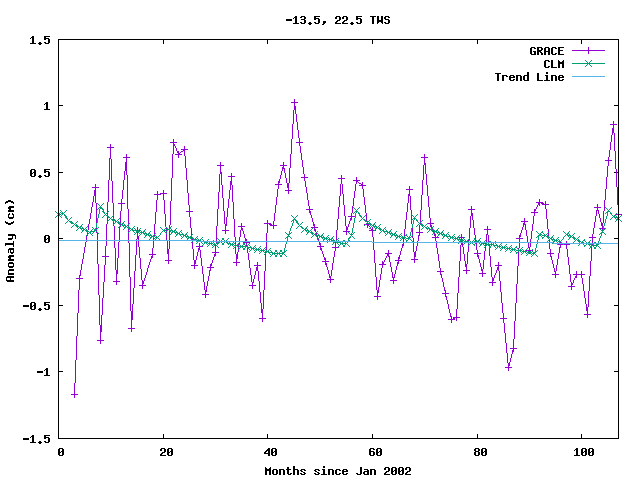 -13.5, 22.5 TWS
1.5
GRACE
CLM
Trend Line
1
0.5
0
-0.5
-1
-1.5
Anomaly (cm)
0 20 40 60 80 100
Months since Jan 2002